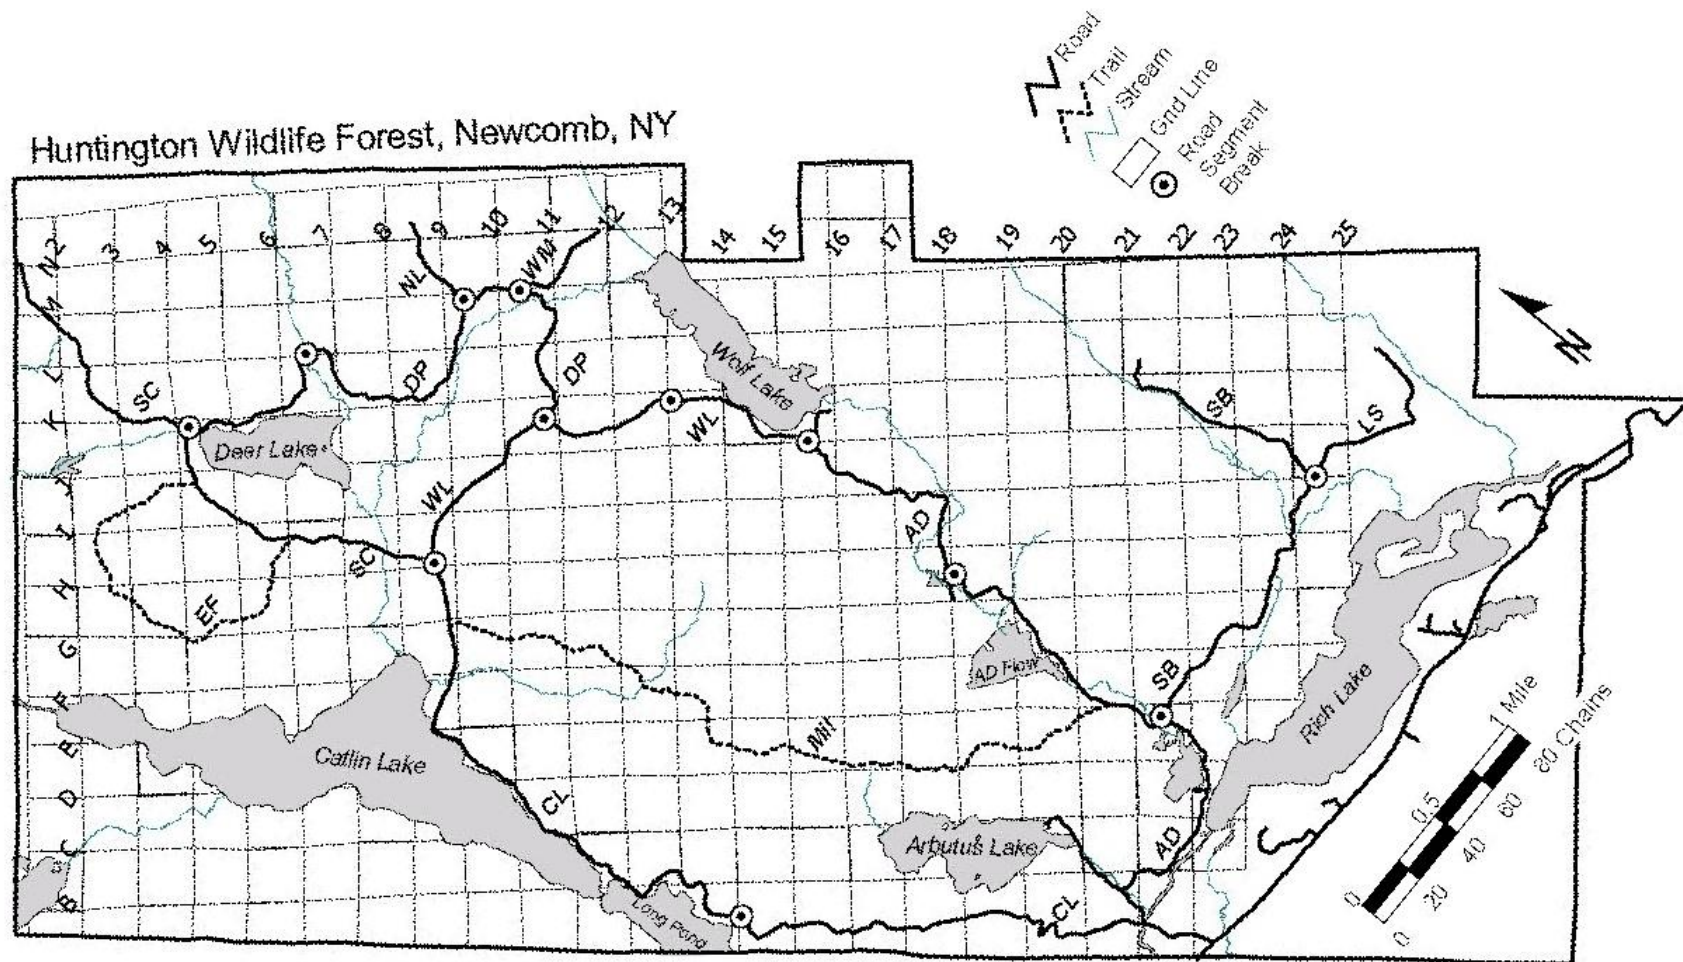 Huntington Wildlife Forest, Newcomb, NY
Road
Trail
Stream
Grid Line
Road
Segment
Break
N
2
3
4
5
6
7
8
9
10
11
12
13
14
15
16
17
18
19
20
21
22
23
24
25
N
M
L
K
J
I
H
G
F
E
D
C
B
NL
WM
SC
DP
DP
Wolf Lake
WL
SB
LS
Deer Lake
WL
AD
SC
EF
AD Flow
SB
Rich Lake
Mil
Catlin Lake
CL
Arbutus Lake
AD
CL
Long Pond
0
0.5
1 Mile
0
20
40
60
80 Chains